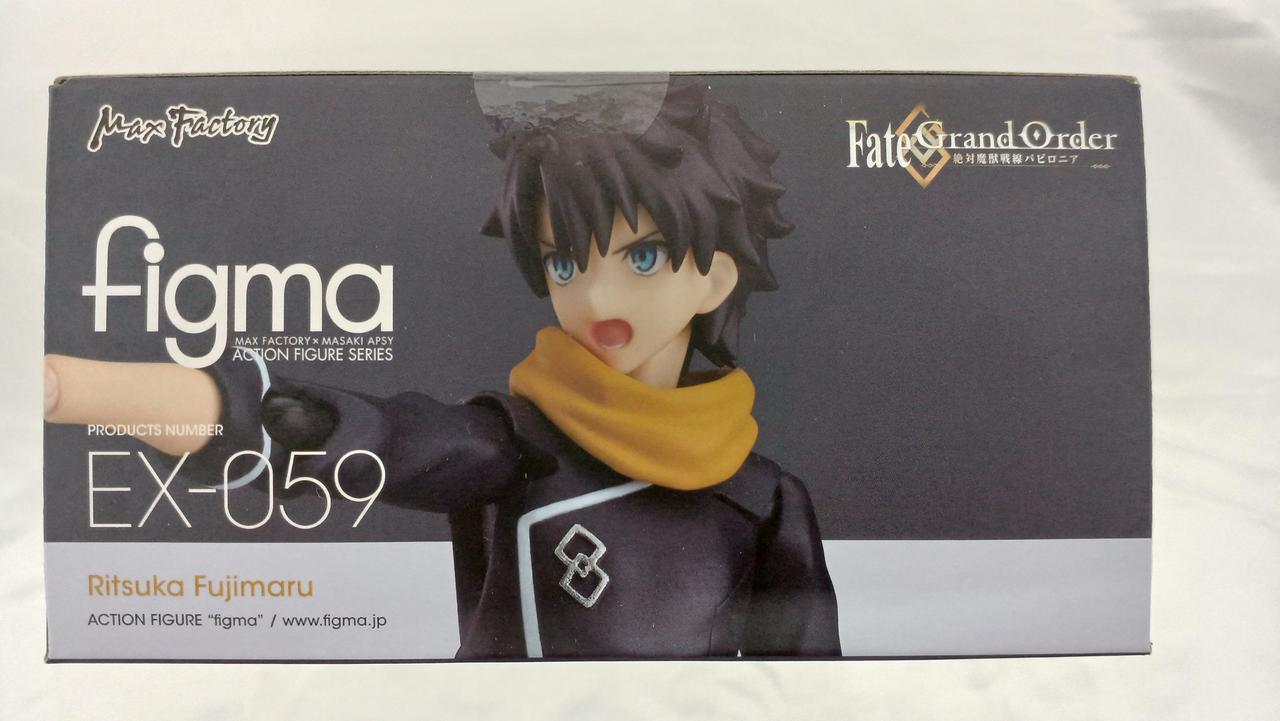 Max Factory
Fate Grand Order
絶対魔獣戦線バビロニア
figma
MAX FACTORY × MASAKI APSY
ACTION FIGURE SERIES
PRODUCTS NUMBER
EX-059
Ritsuka Fujimaru
ACTION FIGURE "figma" / www.figma.jp